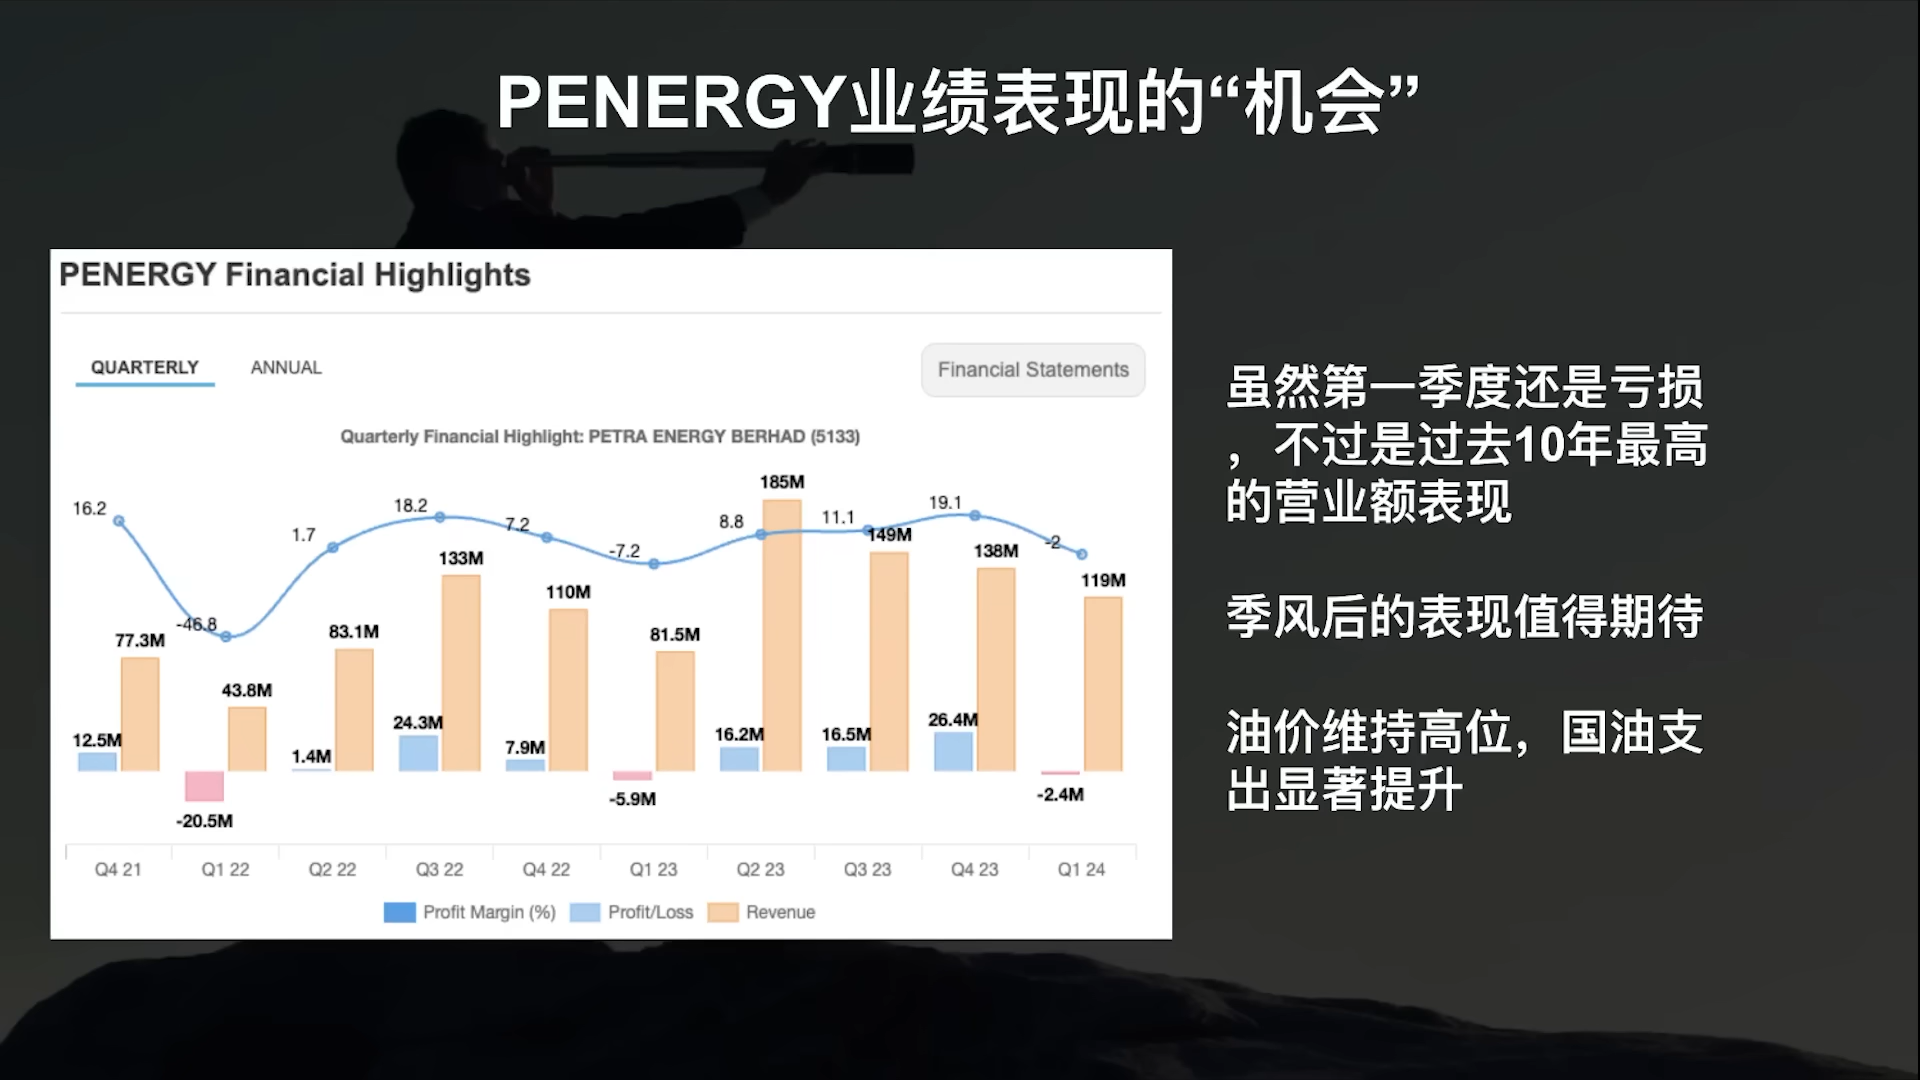 PENERGY业绩表现的“机会”
PENERGY Financial Highlights
QUARTERLY
ANNUAL
Financial Statements
Quarterly Financial Highlight: PETRA ENERGY BERHAD (5133)
16.2
-46.8
1.7
18.2
7.2
-7.2
8.8
11.1
19.1
-2
77.3M
43.8M
83.1M
133M
110M
81.5M
185M
149M
138M
119M
12.5M
-20.5M
1.4M
24.3M
7.9M
-5.9M
16.2M
16.5M
26.4M
-2.4M
Q4 21
Q1 22
Q2 22
Q3 22
Q4 22
Q1 23
Q2 23
Q3 23
Q4 23
Q1 24
Profit Margin (%)
Profit/Loss
Revenue
虽然第一季度还是亏损
，不过是过去10年最高
的营业额表现
季风后的表现值得期待
油价维持高位，国油支
出显著提升